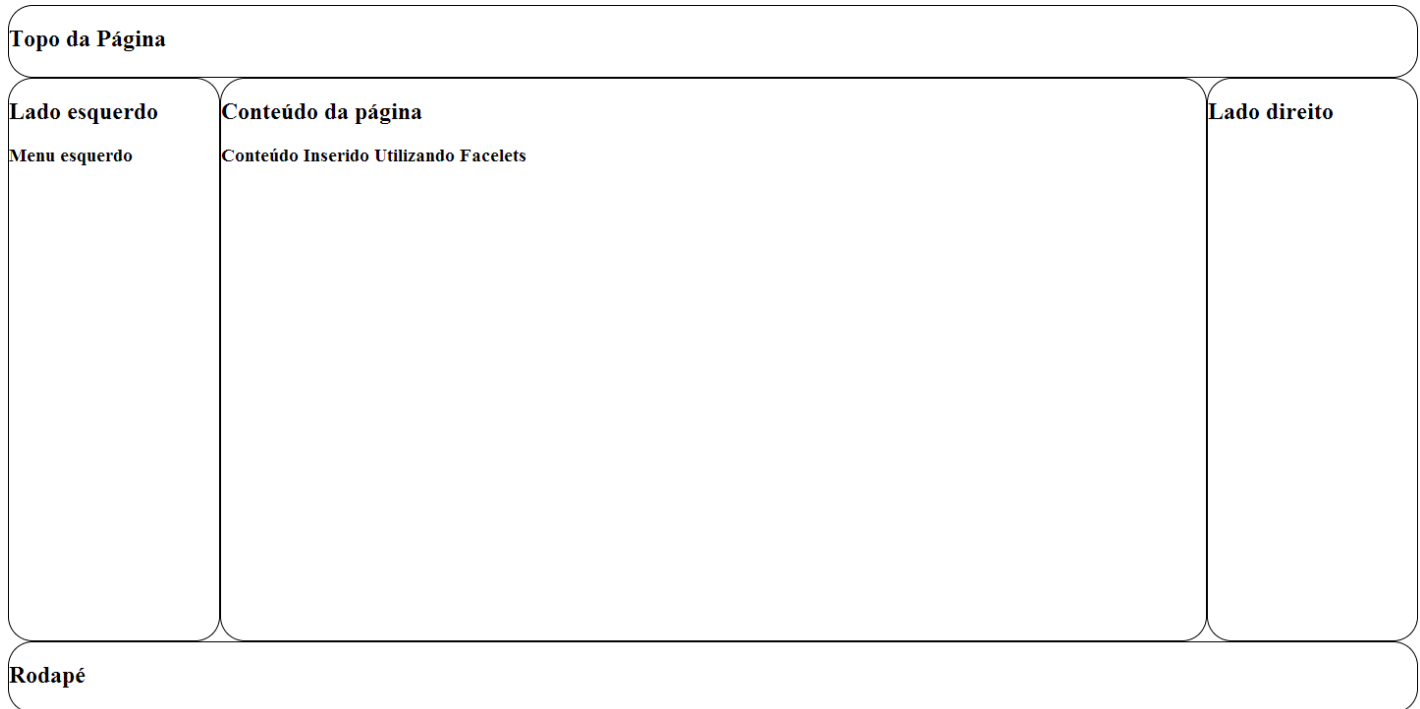 Topo da Página
Lado esquerdo
Menu esquerdo
Conteúdo da página
Conteúdo Inserido Utilizando Facelets
Lado direito
Rodapé